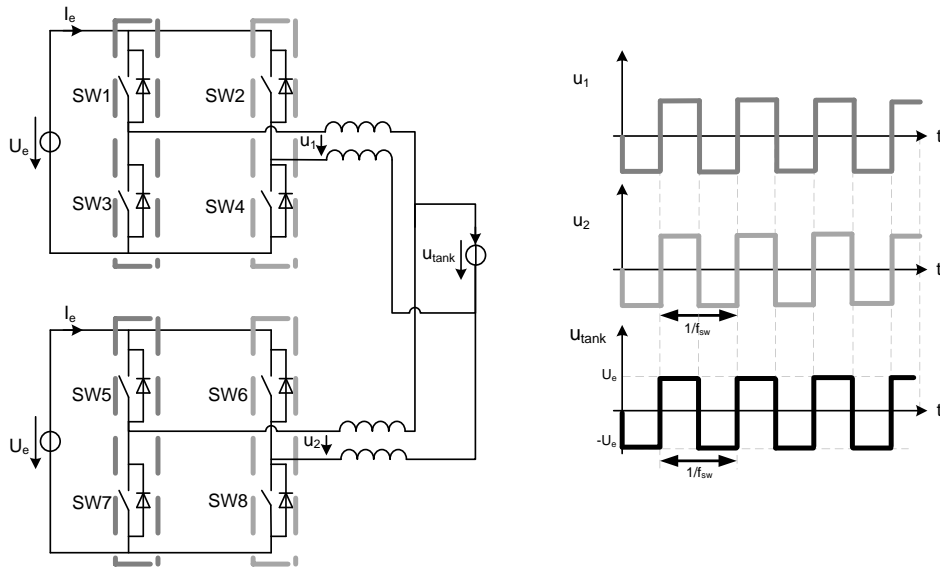 Ie
SW1
SW2
Ue
u1
SW3
SW4
utank
Ie
SW5
SW6
Ue
u2
SW7
SW8
u1
t
u2
t
1/fsw
utank
Ue
t
-Ue
1/fsw